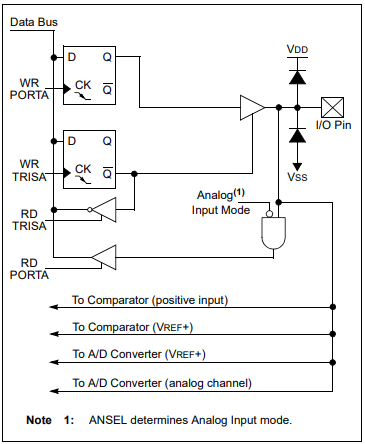 Data Bus
D Q
WR
PORTA
CK Q
VDD
I/O Pin
D Q
WR
TRISA
CK Q
VSS
RD
TRISA
Analog(1)
Input Mode
RD
PORTA
To Comparator (positive input)
To Comparator (VREF+)
To A/D Converter (VREF+)
To A/D Converter (analog channel)
Note 1: ANSEL determines Analog Input mode.